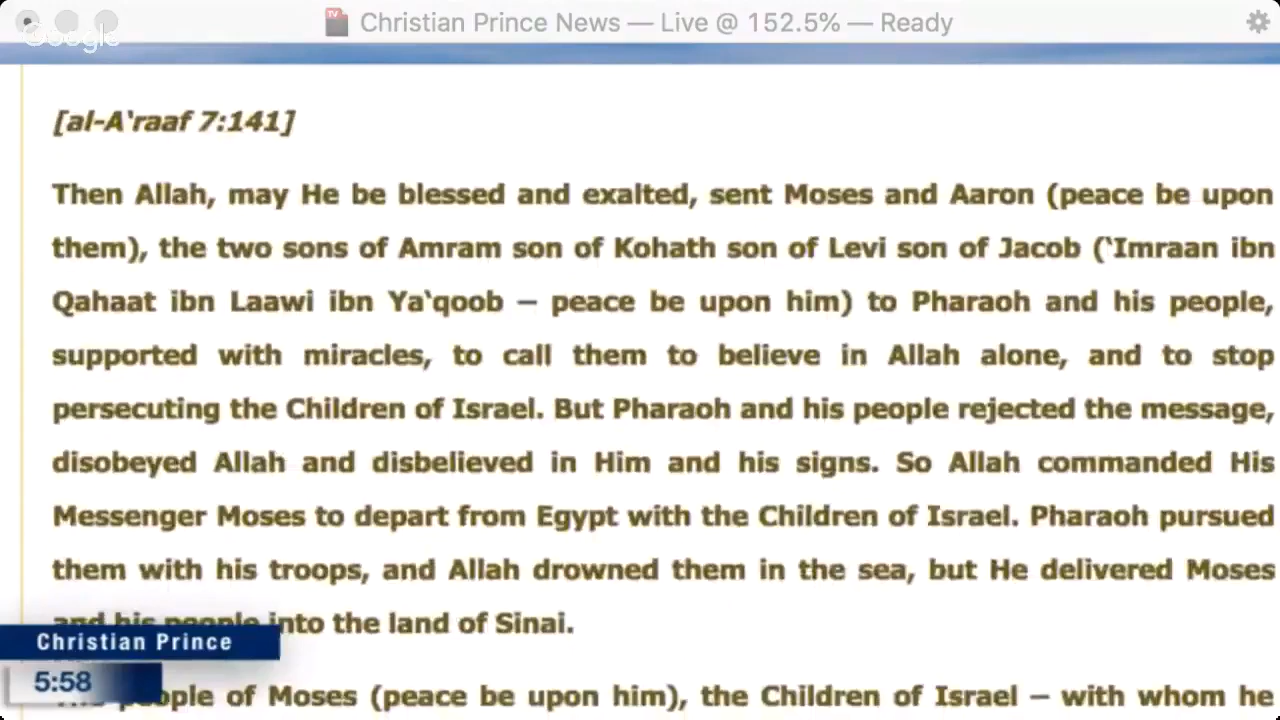 Christian Prince News — Live @ 152.5% — Ready
Google
[al-A‘raaf 7:141]
Then Allah, may He be blessed and exalted, sent Moses and Aaron (peace be upon
them), the two sons of Amram son of Kohath son of Levi son of Jacob (‘Imraan ibn
Qahaat ibn Laawi ibn Ya‘qoob – peace be upon him) to Pharaoh and his people,
supported with miracles, to call them to believe in Allah alone, and to stop
persecuting the Children of Israel. But Pharaoh and his people rejected the message,
disobeyed Allah and disbelieved in Him and his signs. So Allah commanded His
Messenger Moses to depart from Egypt with the Children of Israel. Pharaoh pursued
them with his troops, and Allah drowned them in the sea, but He delivered Moses
and his people into the land of Sinai.
Christian Prince
5:58
people of Moses (peace be upon him), the Children of Israel – with whom he